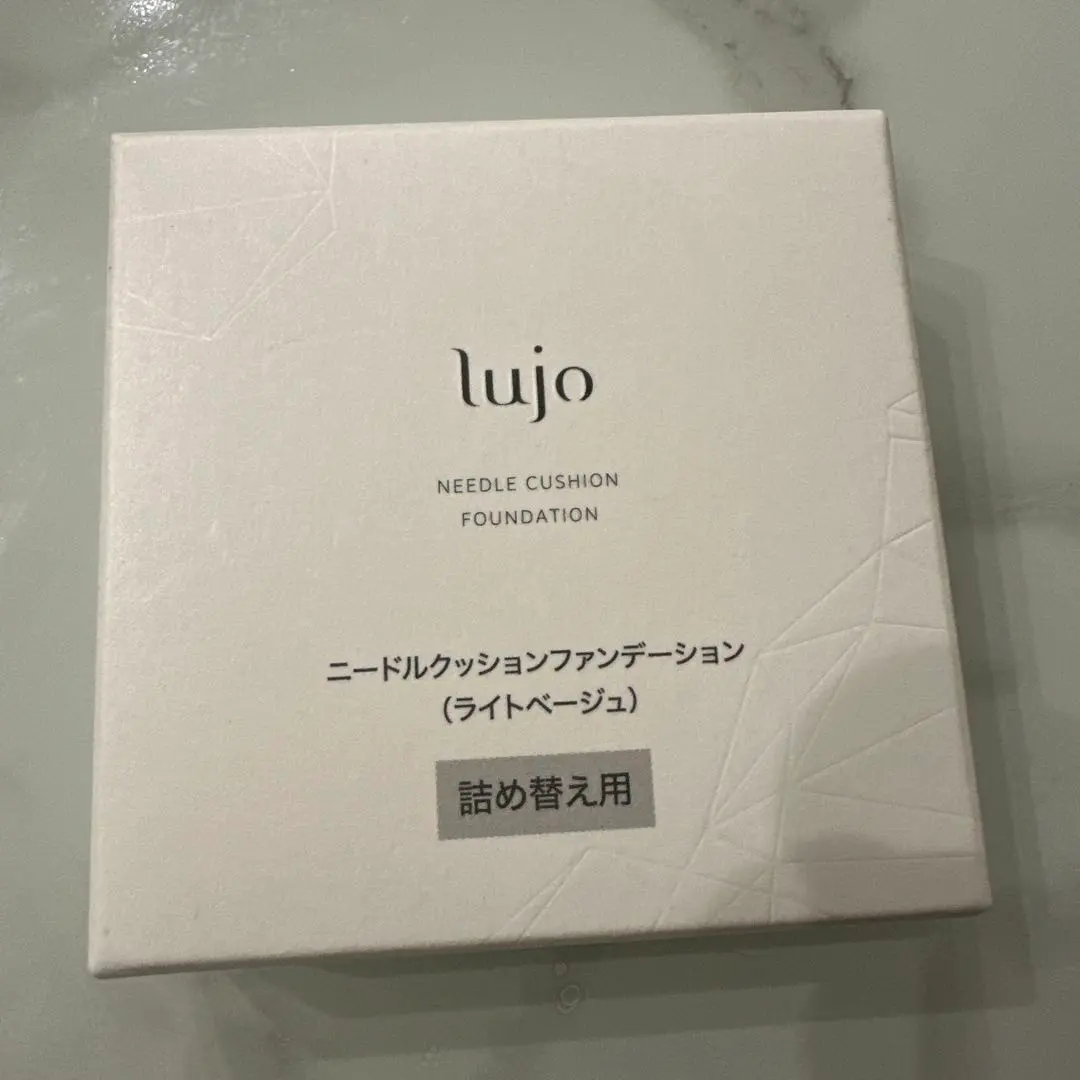 lujo
NEEDLE CUSHION
FOUNDATION
ニードルクッションファンデーション
（ライトベージュ）
詰め替え用